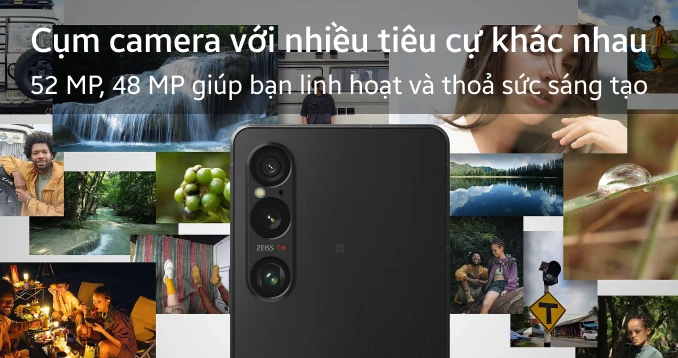 Cụm camera với nhiều tiêu cự khác nhau
52 MP, 48 MP giúp bạn linh hoạt và thoả sức sáng tạo
ZEISS T*
T